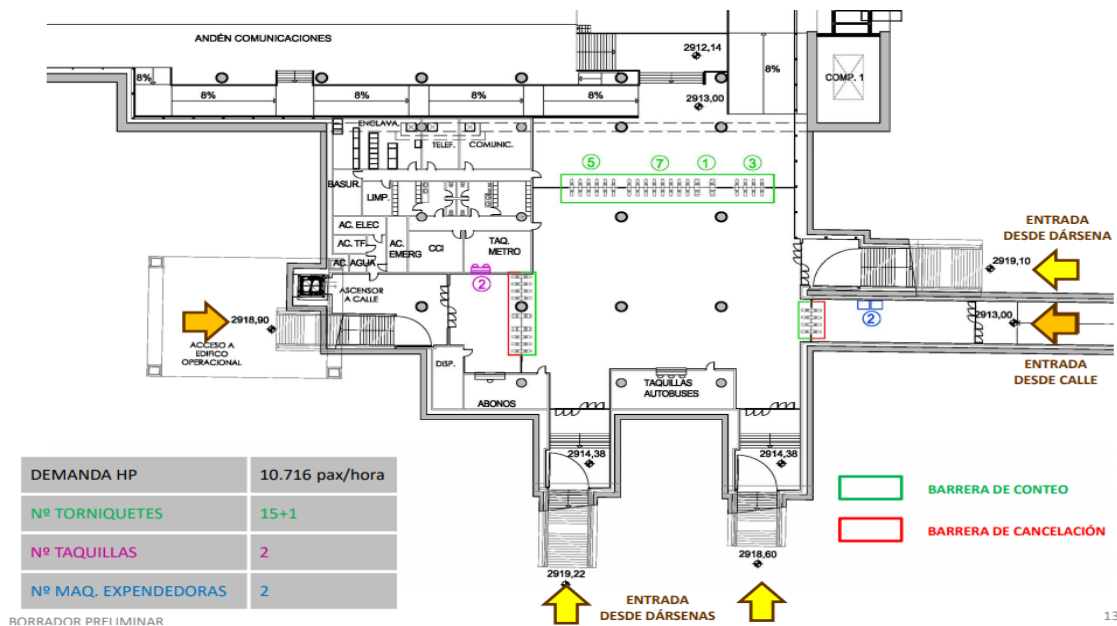 ANDÉN COMUNICACIONES
2912,14
8%
COMP. 1
8%
8%
8%
8%
8%
2913,00
ENCLAVA.
TELEF.
COMUNIC.
BASUR.
LIMP.
5
7
1
3
AC. ELEC
AC. TF.
AC. AGUA
AC.
EMERG
CCI
TAQ.
METRO
2
ASCENSOR
A CALLE
2918,90
ACCESO A
EDIFICO
OPERACIONAL
DISP.
ABONOS
TAQUILLAS
AUTOBUSES
ENTRADA
DESDE DÁRSENA
2919,10
2
2913,00
ENTRADA
DESDE CALLE
2914,38
2914,38
2919,22
2918,60
ENTRADA
DESDE DÁRSENAS
DEMANDA HP 10.716 pax/hora
Nº TORNIQUETES 15+1
Nº TAQUILLAS 2
Nº MAQ. EXPENDEDORAS 2
BARRERA DE CONTEO
BARRERA DE CANCELACIÓN
BORRADOR PRELIMINAR
13